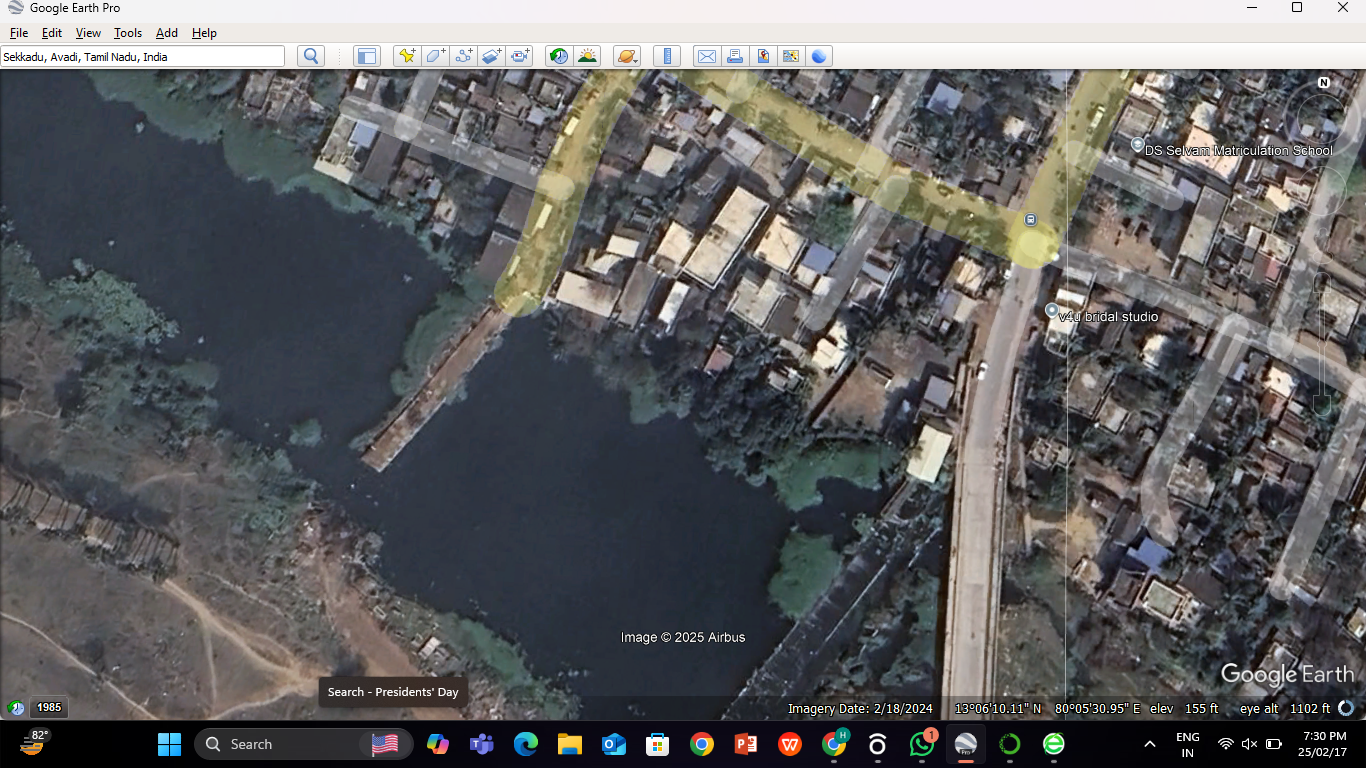 Google Earth Pro
File Edit View Tools Add Help
Sekkadu, Avadi, Tamil Nadu, India
N
DS Selvam Matriculation School
v4u bridal studio
Image © 2025 Airbus
Google Earth
Search - Presidents' Day
1985
Imagery Date: 2/18/2024 13°06'10.11" N 80°05'30.95" E elev 155 ft eye alt 1102 ft
82°
Search
H
1
Pro
ENG
IN
7:30 PM
25/02/17